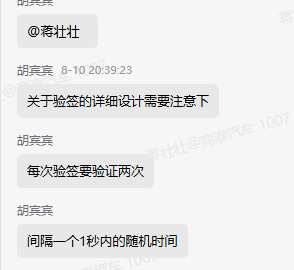 胡宾宾
@蒋壮壮
胡宾宾 8-10 20:39:23
关于验签的详细设计需要注意下
胡宾宾
每次验签要验证两次
胡宾宾
间隔一个1秒内的随机时间
蒋壮壮@商泰汽车 1007